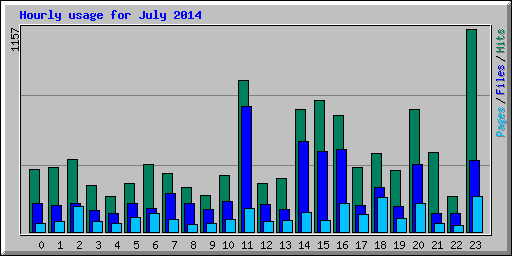 Hourly usage for July 2014
1157
Pages / Files / Hits
0 1 2 3 4 5 6 7 8 9 10 11 12 13 14 15 16 17 18 19 20 21 22 23